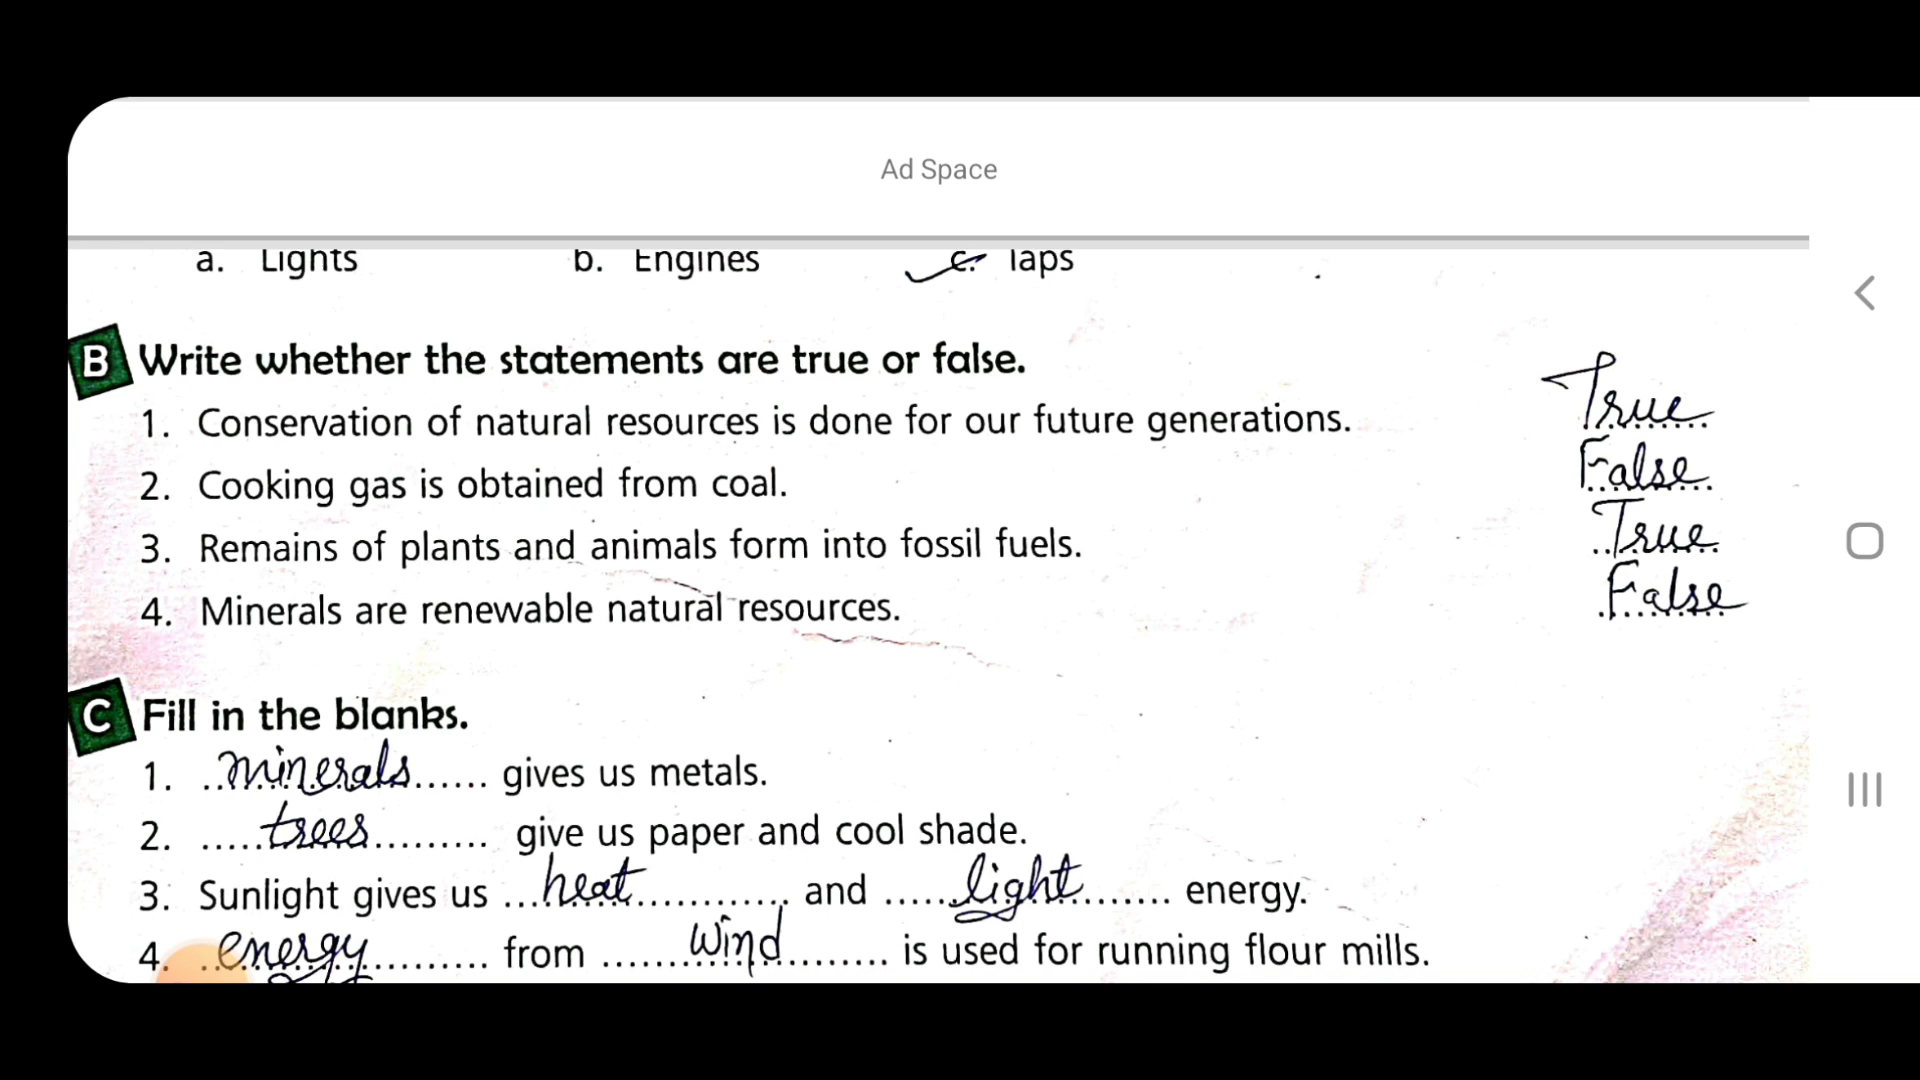 Ad Space
a. Lights b. Engines c. Taps
B Write whether the statements are true or false.
1. Conservation of natural resources is done for our future generations. True
2. Cooking gas is obtained from coal. False
3. Remains of plants and animals form into fossil fuels. True
4. Minerals are renewable natural resources. False
C Fill in the blanks.
1. ..minerals...... gives us metals.
2. .....trees......... give us paper and cool shade.
3. Sunlight gives us ...heat............. and ......light........ energy.
4. ..energy......... from ......wind......... is used for running flour mills.